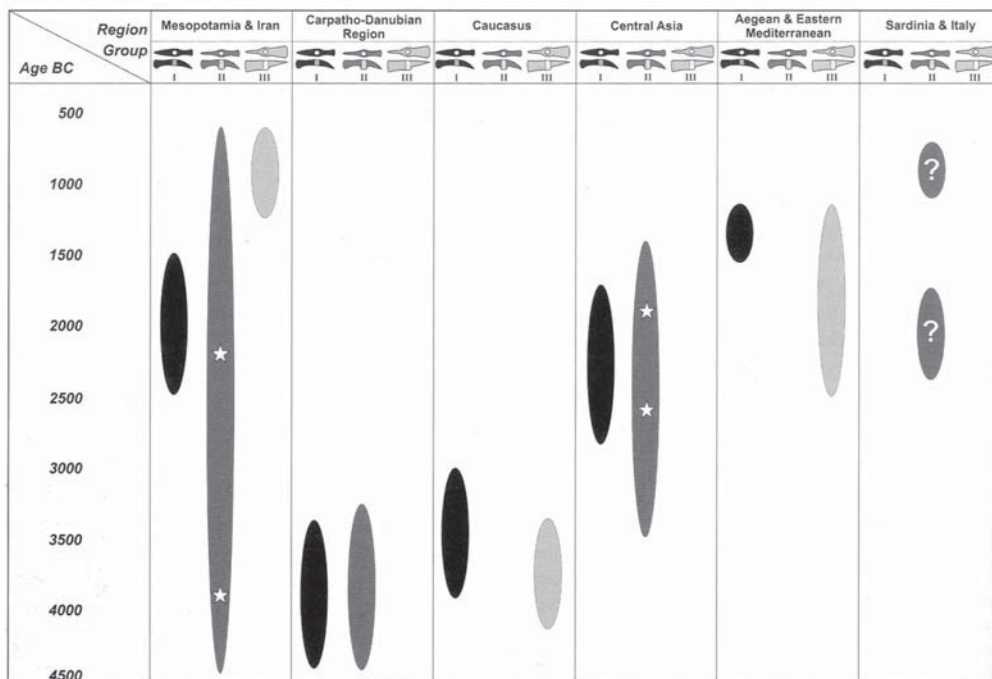 Region
Group
Age BC
Mesopotamia & Iran
I II III
Carpatho-Danubian
Region
I II III
Caucasus
I II III
Central Asia
I II III
Aegean & Eastern
Mediterranean
I II III
Sardinia & Italy
I II III
500
1000
1500
2000
2500
3000
3500
4000
4500
?
?